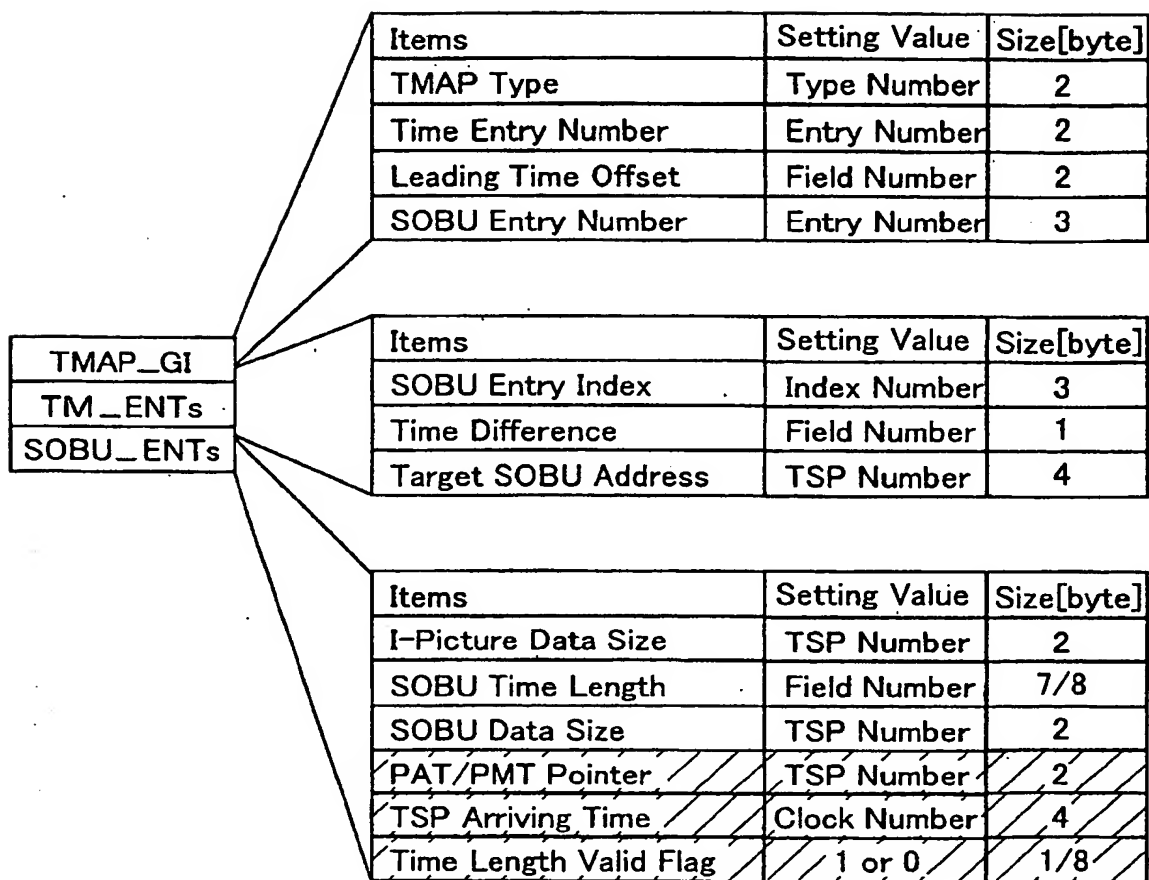 Items Setting Value Size[byte]
TMAP Type Type Number 2
Time Entry Number Entry Number 2
Leading Time Offset Field Number 2
SOBU Entry Number Entry Number 3
TMAP_GI
TM_ENTs
SOBU_ENTs
Items Setting Value Size[byte]
SOBU Entry Index Index Number 3
Time Difference Field Number 1
Target SOBU Address TSP Number 4
Items Setting Value Size[byte]
I-Picture Data Size TSP Number 2
SOBU Time Length Field Number 7/8
SOBU Data Size TSP Number 2
PAT/PMT Pointer TSP Number 2
TSP Arriving Time Clock Number 4
Time Length Valid Flag 1 or 0 1/8